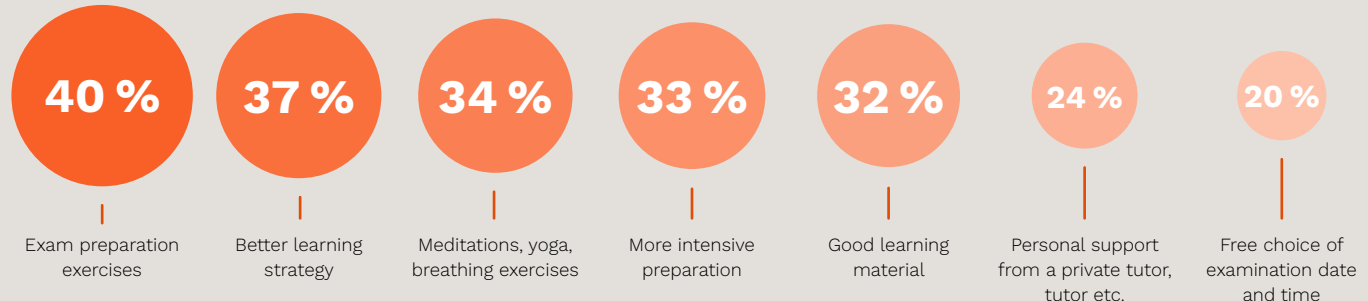 40 %
37 %
34 %
33 %
32 %
24 %
20 %
Exam preparation
exercises
Better learning
strategy
Meditations, yoga,
breathing exercises
More intensive
preparation
Good learning
material
Personal support
from a private tutor,
tutor etc.
Free choice of
examination date
and time